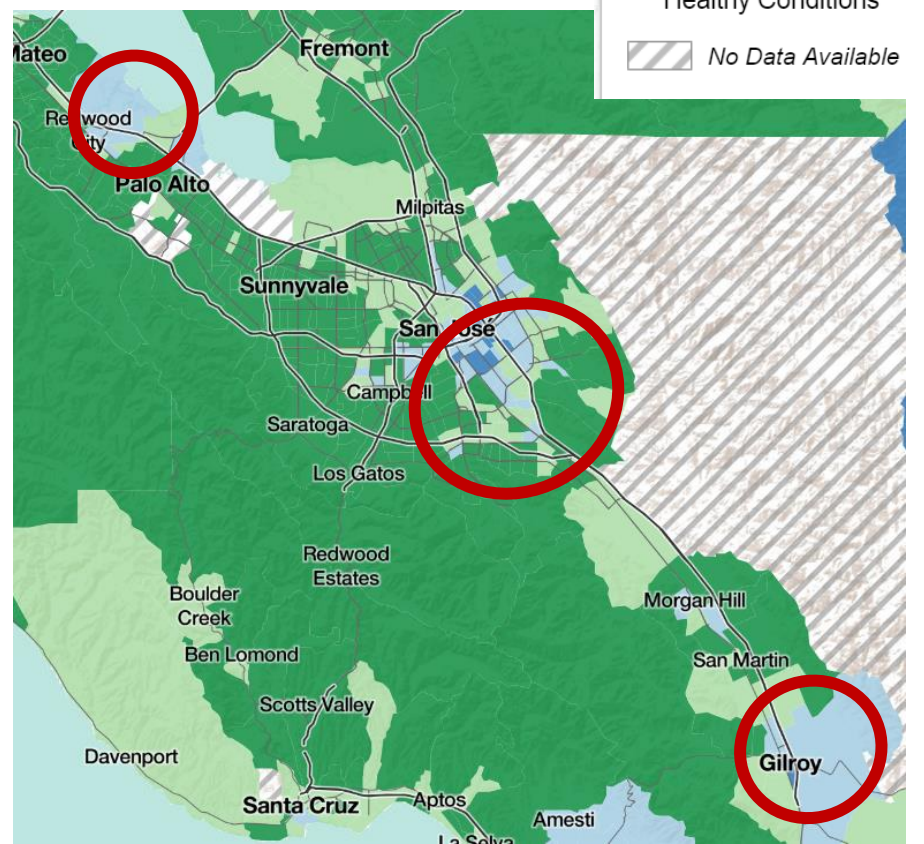 Healthy Conditions
No Data Available
Mateo
Fremont
Redwood
City
Palo Alto
Milpitas
Sunnyvale
San José
Campbell
Saratoga
Los Gatos
Redwood
Estates
Boulder
Creek
Morgan Hill
Ben Lomond
San Martin
Scotts Valley
Davenport
Gilroy
Santa Cruz
Aptos
Amesti
La Selva